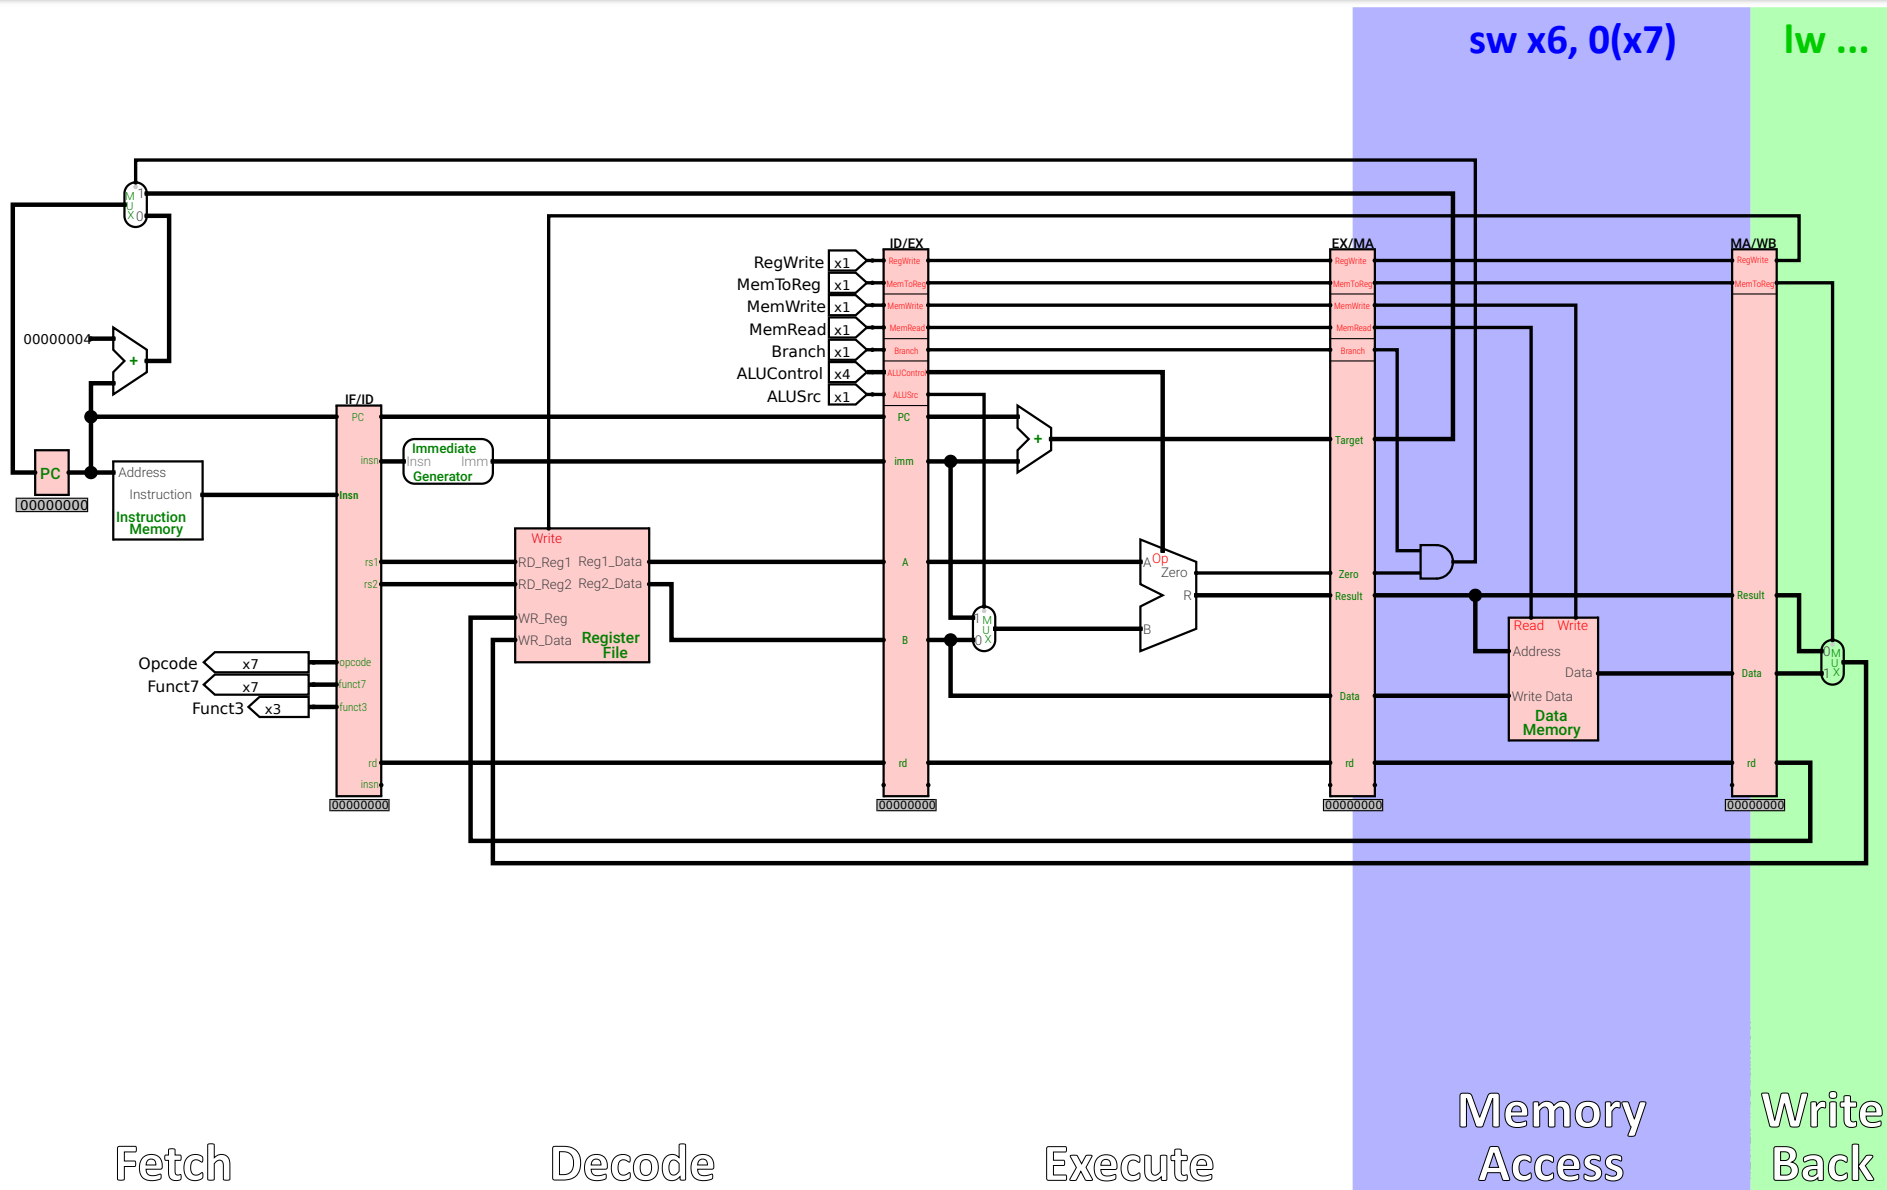 sw x6, 0(x7)
lw ...
M
U
X
1
0
00000004
+
PC
00000000
Address
Instruction
Instruction
Memory
IF/ID
PC
insn
Insn
rs1
rs2
opcode
funct7
funct3
rd
insn
00000000
Opcode
x7
Funct7
x7
Funct3
x3
Immediate
Insn Imm
Generator
Write
RD_Reg1 Reg1_Data
RD_Reg2 Reg2_Data
WR_Reg
WR_Data
Register
File
RegWrite x1
MemToReg x1
MemWrite x1
MemRead x1
Branch x1
ALUControl x4
ALUSrc x1
ID/EX
RegWrite
MemToReg
MemWrite
MemRead
Branch
ALUControl
ALUSrc
PC
imm
A
B
rd
00000000
+
1
0
M
U
X
A
Op
Zero
R
B
EX/MA
RegWrite
MemToReg
MemWrite
MemRead
Branch
Target
Zero
Result
Data
rd
00000000
Read Write
Address
Data
Write Data
Data
Memory
MA/WB
RegWrite
MemToReg
Result
Data
rd
00000000
0
1
M
U
X
Fetch
Decode
Execute
Memory
Access
Write
Back